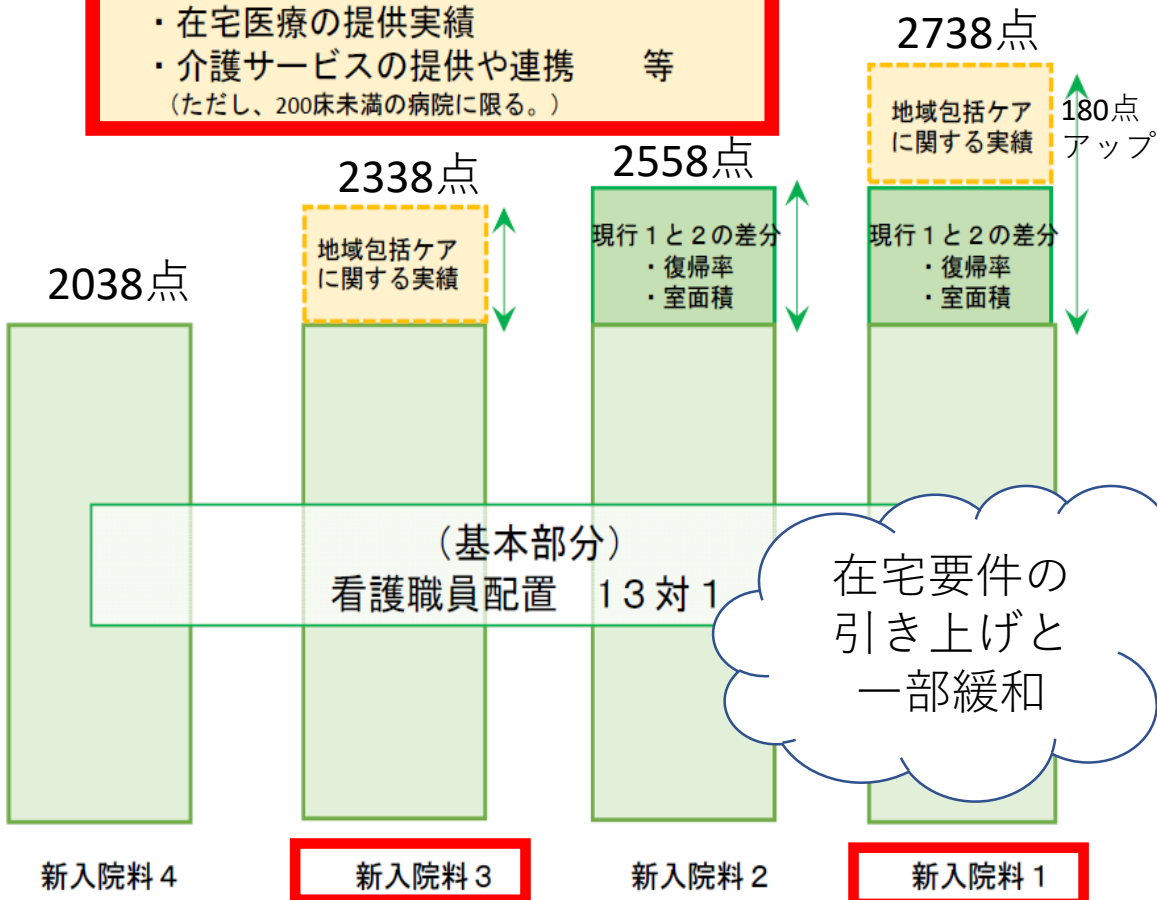 ・在宅医療の提供実績
・介護サービスの提供や連携　等
（ただし、200床未満の病院に限る。）
2738点
地域包括ケア
に関する実績
180点
アップ
2558点
2338点
現行１と２の差分
・復帰率
・室面積
現行１と２の差分
・復帰率
・室面積
地域包括ケア
に関する実績
2038点
（基本部分）
看護職員配置　１３対１
在宅要件の
引き上げと
一部緩和
新入院料４
新入院料３
新入院料２
新入院料１